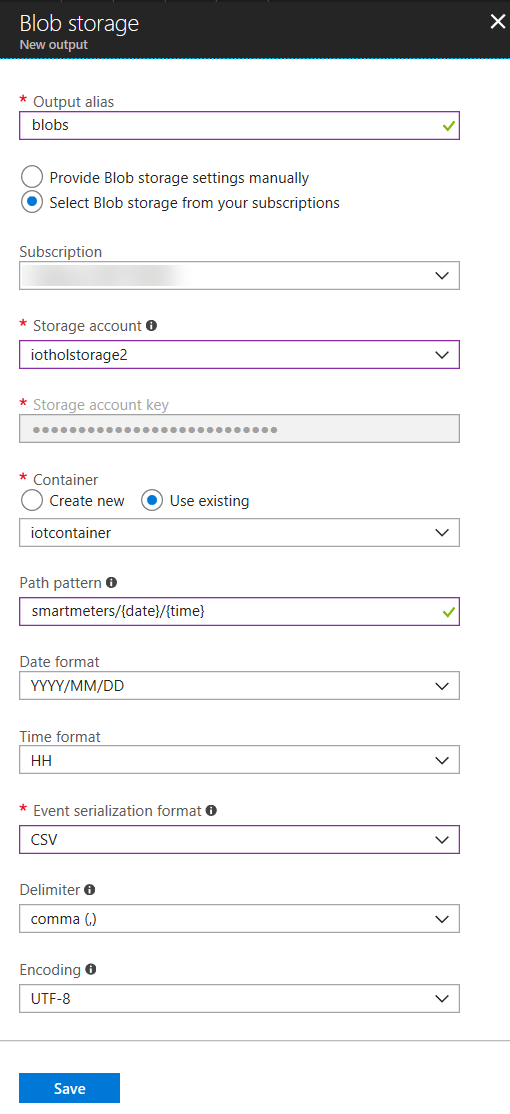 Blob storage
New output
* Output alias
blobs
Provide Blob storage settings manually
Select Blob storage from your subscriptions
Subscription
* Storage account
iotholstorage2
* Storage account key
•••••••••••••••••••••••••••
* Container
Create new Use existing
iotcontainer
Path pattern
smartmeters/{date}/{time}
Date format
YYYY/MM/DD
Time format
HH
* Event serialization format
CSV
Delimiter
comma (,)
Encoding
UTF-8
Save